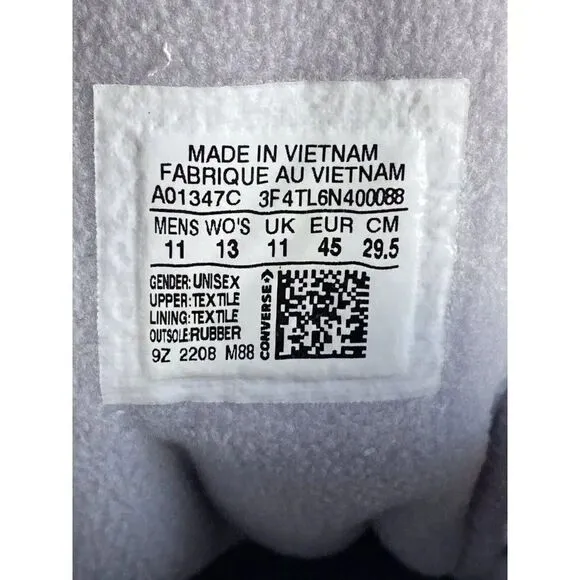 MADE IN VIETNAM
FABRIQUE AU VIETNAM
A01347C 3F4TL6N400088
MENS WO'S UK EUR CM
11 13 11 45 29.5
GENDER: UNISEX
UPPER: TEXTILE
LINING: TEXTILE
OUTSOLE: RUBBER
9Z 2208 M88
CONVERSE